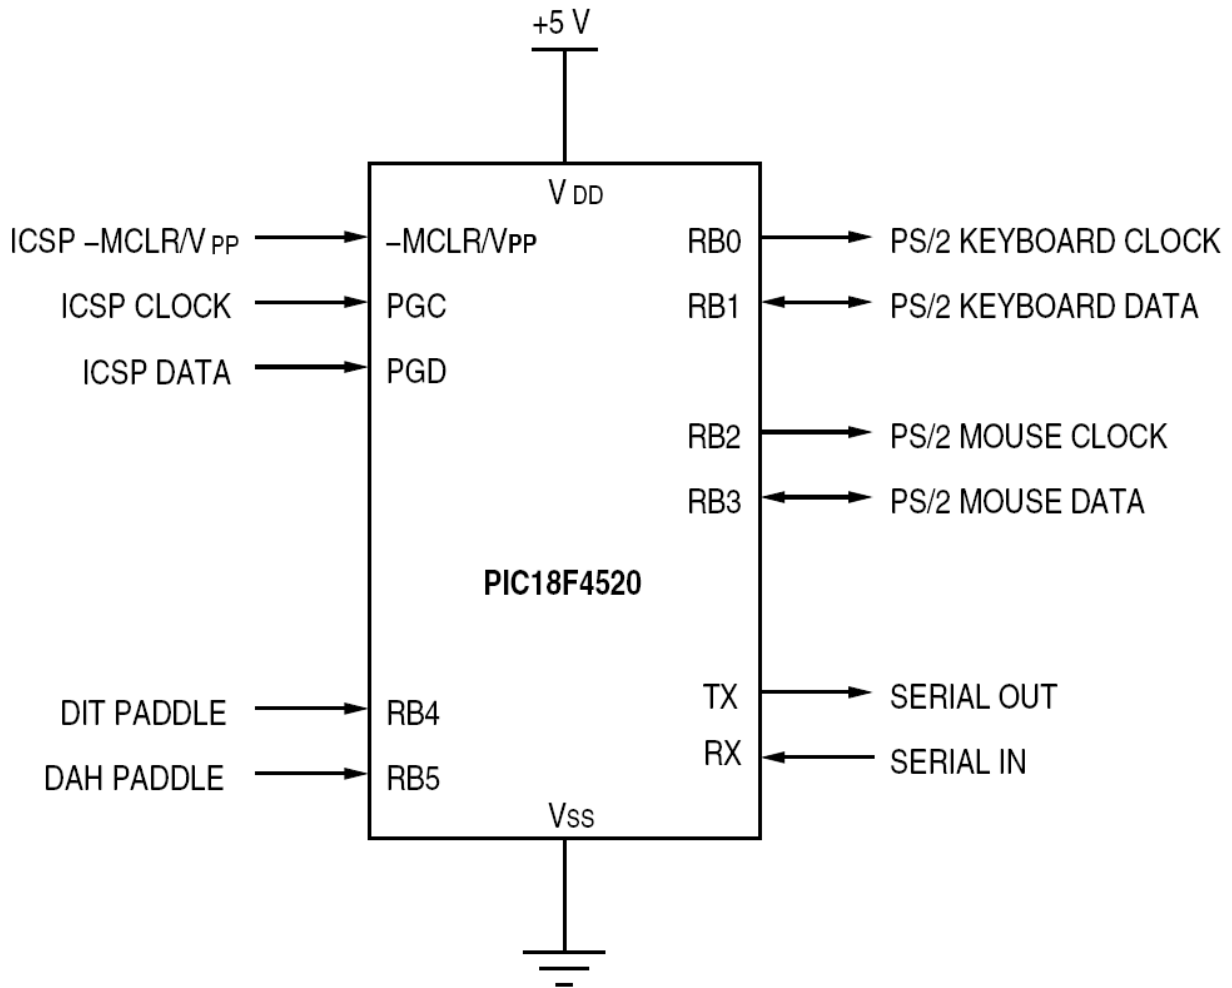 +5 V
VDD
ICSP –MCLR/VPP
–MCLR/VPP
RB0
PS/2 KEYBOARD CLOCK
ICSP CLOCK
PGC
RB1
PS/2 KEYBOARD DATA
ICSP DATA
PGD
RB2
PS/2 MOUSE CLOCK
RB3
PS/2 MOUSE DATA
PIC18F4520
TX
SERIAL OUT
DIT PADDLE
RB4
RX
SERIAL IN
DAH PADDLE
RB5
VSS